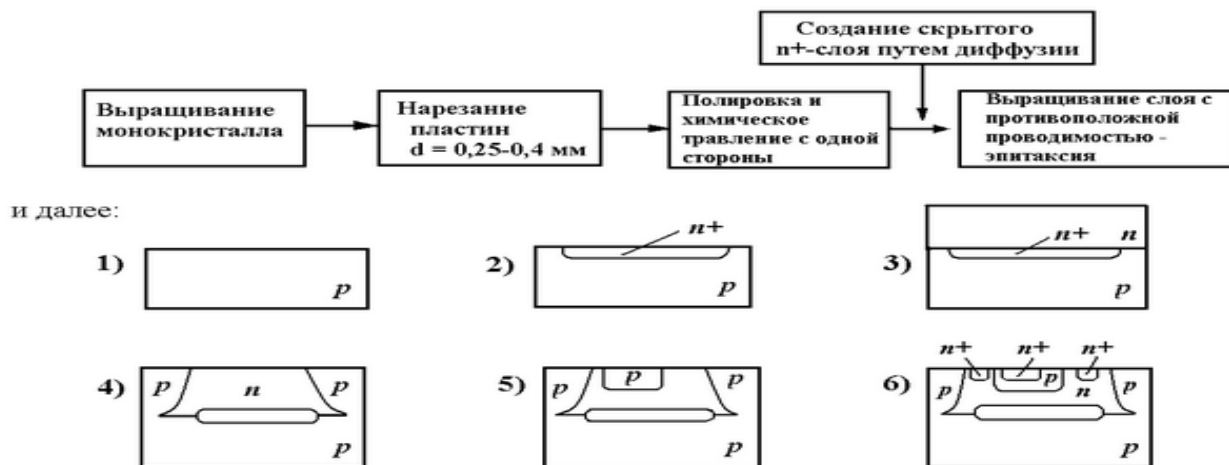 Создание скрытого
n+-слоя путем диффузии
Выращивание
монокристалла
Нарезание
пластин
d = 0,25-0,4 мм
Полировка и
химическое
травление с одной
стороны
Выращивание слоя с
противоположной
проводимостью -
эпитаксия
и далее:
1)
p
2)
n+
p
3)
n+ n
p
4)
p n p
p
5)
p p p
p
6)
n+ n+ n+
p p n p
p